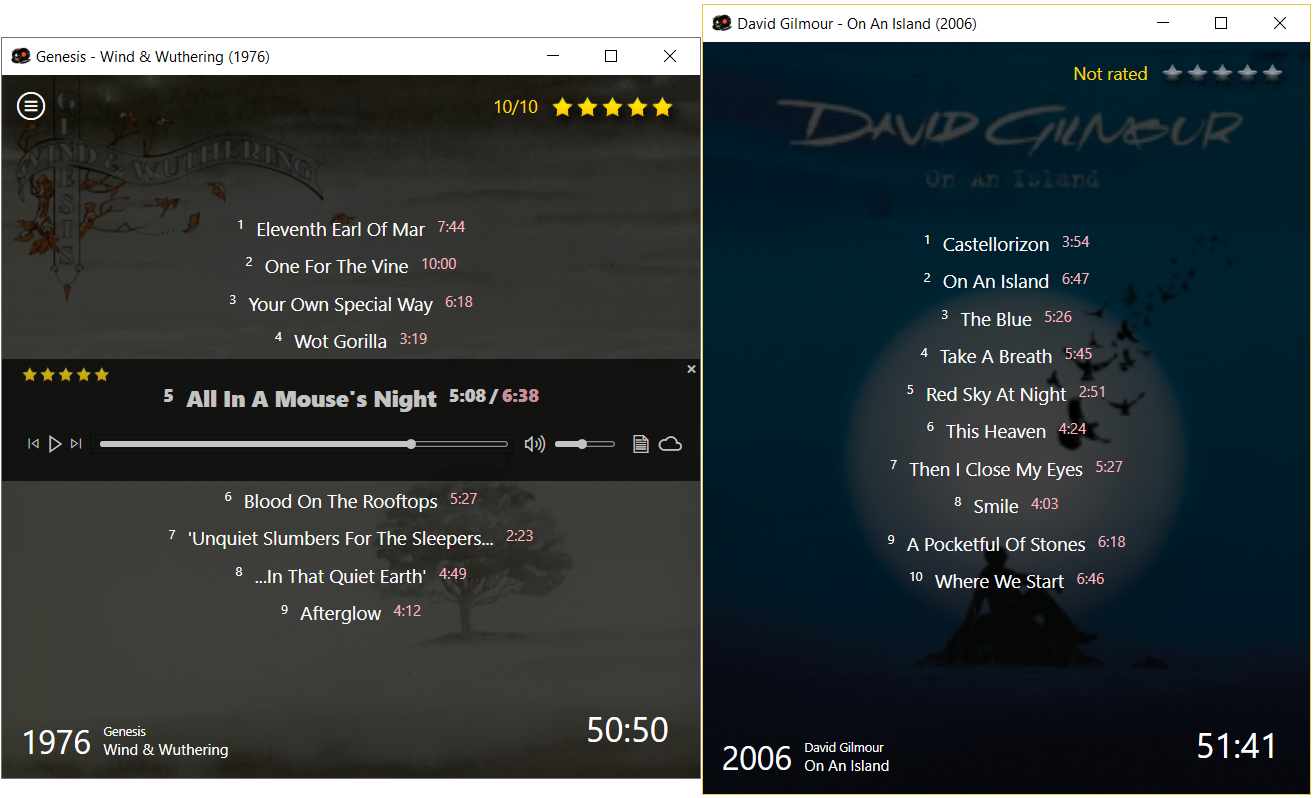 Genesis - Wind & Wuthering (1976)
10/10
GENESIS
WIND & WUTHERING
1 Eleventh Earl Of Mar 7:44
2 One For The Vine 10:00
3 Your Own Special Way 6:18
4 Wot Gorilla 3:19
5 All In A Mouse's Night 5:08 / 6:38
6 Blood On The Rooftops 5:27
7 'Unquiet Slumbers For The Sleepers... 2:23
8 ...In That Quiet Earth' 4:49
9 Afterglow 4:12
1976
Genesis
Wind & Wuthering
50:50
David Gilmour - On An Island (2006)
Not rated
DAVID GILMOUR
On An Island
1 Castellorizon 3:54
2 On An Island 6:47
3 The Blue 5:26
4 Take A Breath 5:45
5 Red Sky At Night 2:51
6 This Heaven 4:24
7 Then I Close My Eyes 5:27
8 Smile 4:03
9 A Pocketful Of Stones 6:18
10 Where We Start 6:46
2006
David Gilmour
On An Island
51:41